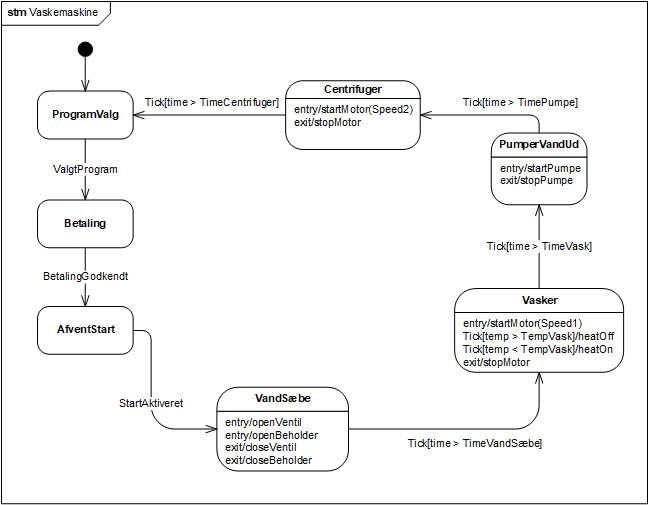 stm Vaskemaskine
Centrifuger
entry/startMotor(Speed2)
exit/stopMotor
Tick[time > TimeCentrifuger]
Tick[time > TimePumpe]
ProgramValg
PumperVandUd
entry/startPumpe
exit/stopPumpe
ValgtProgram
Betaling
Tick[time > TimeVask]
BetalingGodkendt
Vasker
entry/startMotor(Speed1)
Tick[temp > TempVask]/heatOff
Tick[temp < TempVask]/heatOn
exit/stopMotor
AfventStart
StartAktiveret
VandSæbe
entry/openVentil
entry/openBeholder
exit/closeVentil
exit/closeBeholder
Tick[time > TimeVandSæbe]